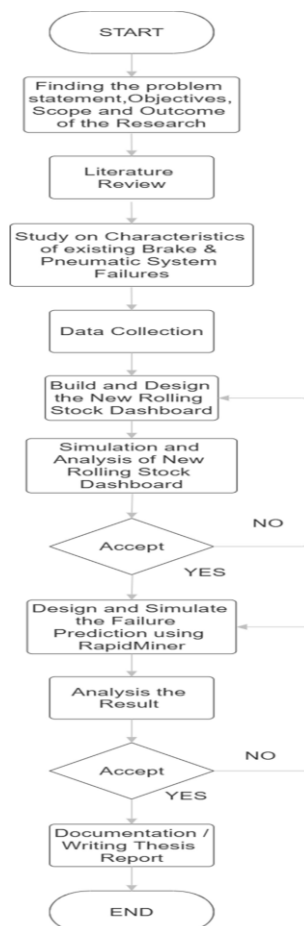 START
Finding the problem
statement,Objectives,
Scope and Outcome
of the Research
Literature
Review
Study on Characteristics
of existing Brake &
Pneumatic System
Failures
Data Collection
Build and Design
the New Rolling
Stock Dashboard
Simulation and
Analysis of New
Rolling Stock
Dashboard
NO
Accept
YES
Design and Simulate
the Failure
Prediction using
RapidMiner
Analysis the
Result
NO
Accept
YES
Documentation /
Writing Thesis
Report
END